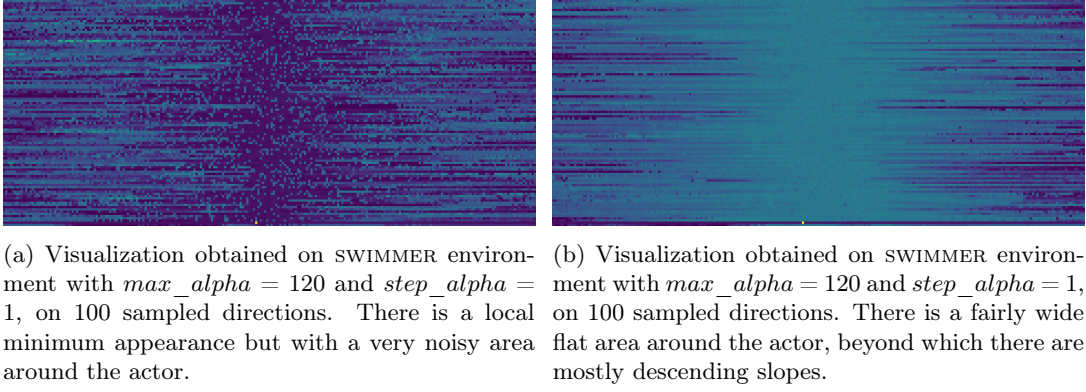 (a) Visualization obtained on SWIMMER environ-
ment with max_alpha = 120 and step_alpha =
1, on 100 sampled directions. There is a local
minimum appearance but with a very noisy area
around the actor.
(b) Visualization obtained on SWIMMER environ-
ment with max_alpha = 120 and step_alpha = 1,
on 100 sampled directions. There is a fairly wide
flat area around the actor, beyond which there are
mostly descending slopes.